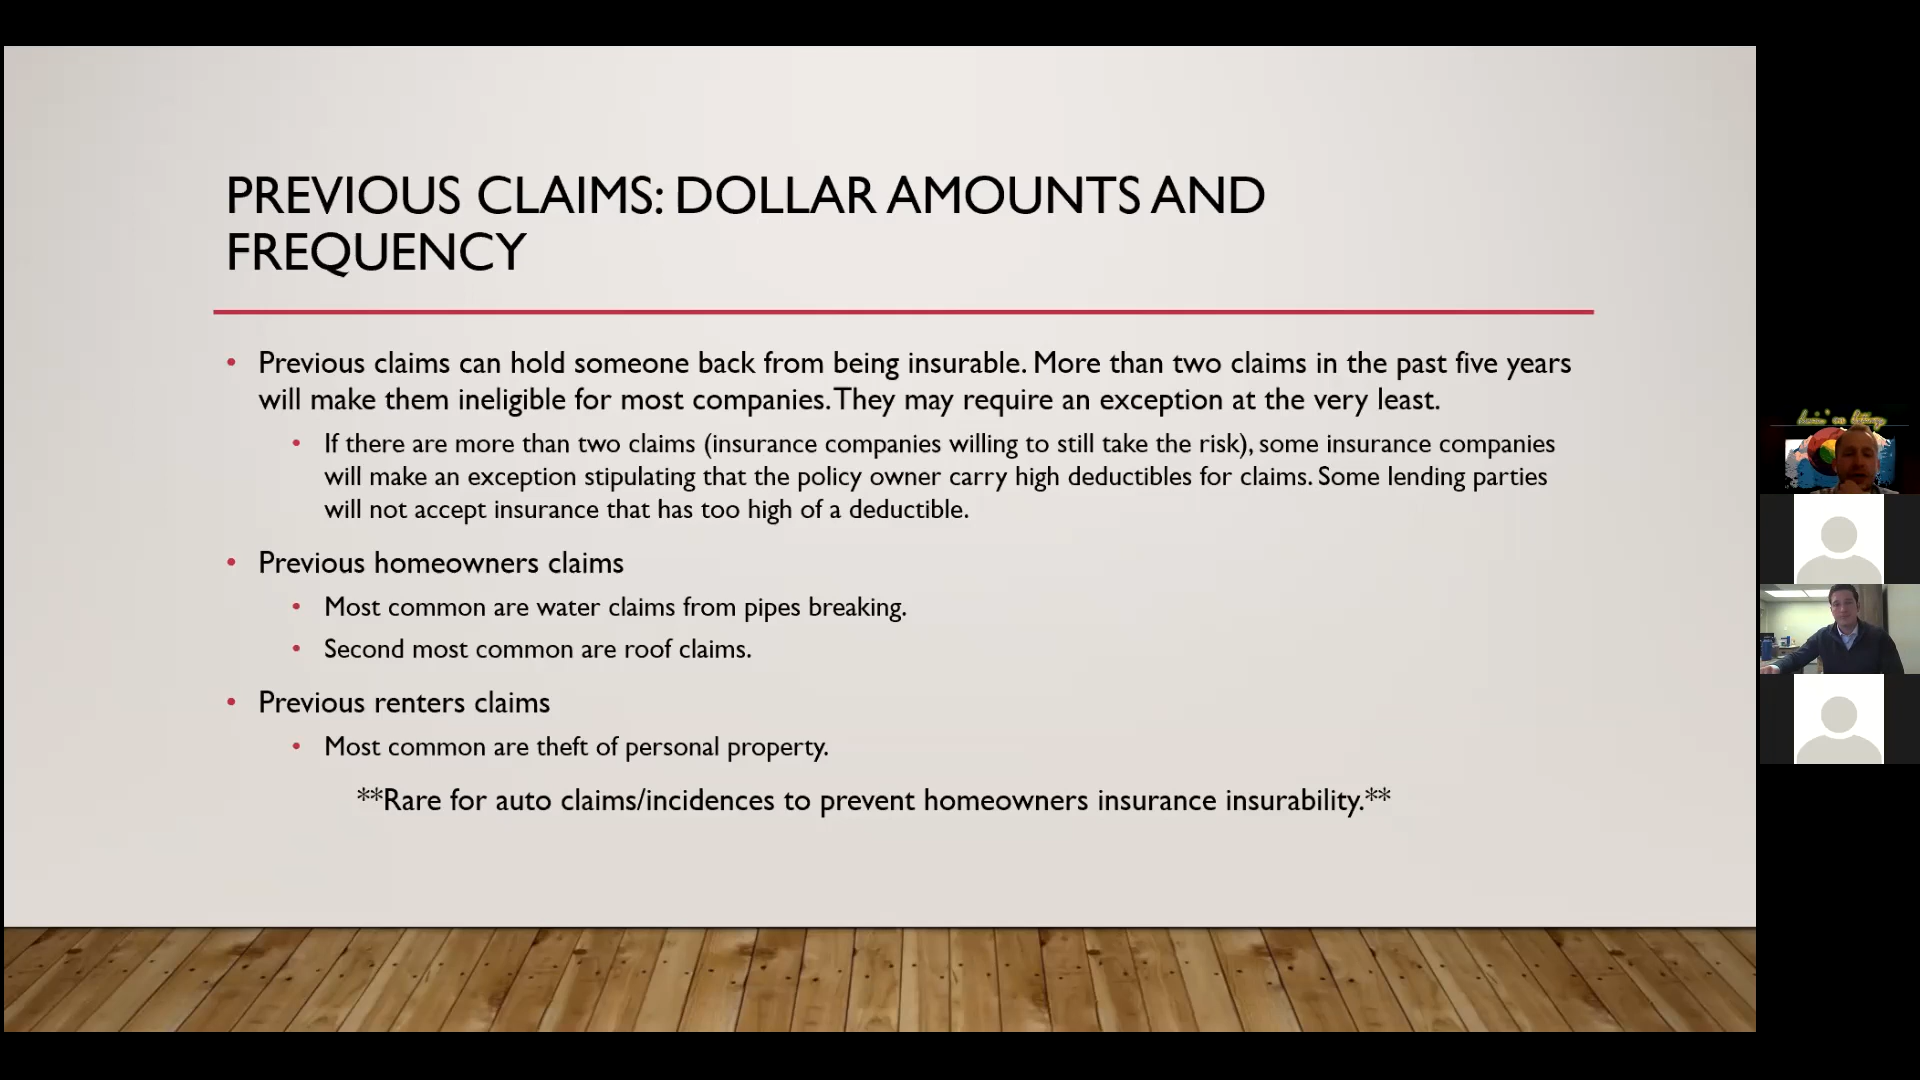 PREVIOUS CLAIMS: DOLLAR AMOUNTS AND
FREQUENCY
• Previous claims can hold someone back from being insurable. More than two claims in the past five years
will make them ineligible for most companies. They may require an exception at the very least.
• If there are more than two claims (insurance companies willing to still take the risk), some insurance companies
will make an exception stipulating that the policy owner carry high deductibles for claims. Some lending parties
will not accept insurance that has too high of a deductible.
• Previous homeowners claims
• Most common are water claims from pipes breaking.
• Second most common are roof claims.
• Previous renters claims
• Most common are theft of personal property.
**Rare for auto claims/incidences to prevent homeowners insurance insurability.**